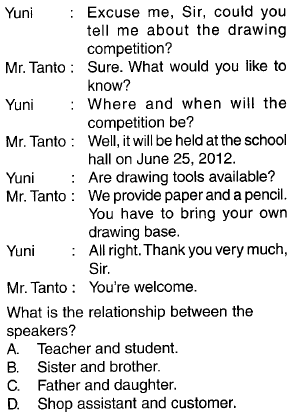 Yuni : Excuse me, Sir, could you
tell me about the drawing
competition?
Mr. Tanto : Sure. What would you like to
know?
Yuni : Where and when will the
competition be?
Mr. Tanto : Well, it will be held at the school
hall on June 25, 2012.
Yuni : Are drawing tools available?
Mr. Tanto : We provide paper and a pencil.
You have to bring your own
drawing base.
Yuni : All right. Thank you very much,
Sir.
Mr. Tanto : You're welcome.
What is the relationship between the
speakers?
A. Teacher and student.
B. Sister and brother.
C. Father and daughter.
D. Shop assistant and customer.